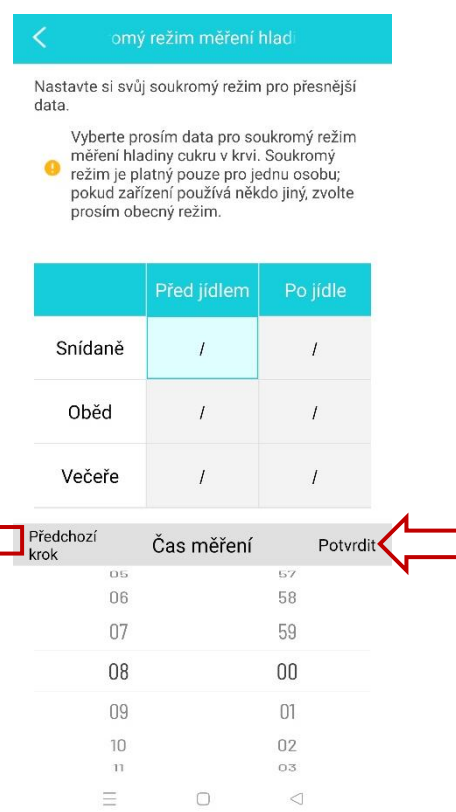 omý režim měření hladi
Nastavte si svůj soukromý režim pro přesnější
data.
Vyberte prosím data pro soukromý režim
měření hladiny cukru v krvi. Soukromý
režim je platný pouze pro jednu osobu;
pokud zařízení používá někdo jiný, zvolte
prosím obecný režim.
Před jídlem Po jídle
Snídaně / /
Oběd / /
Večeře / /
Předchozí
krok Čas měření Potvrdit
05 57
06 58
07 59
08 00
09 01
10 02
11 03